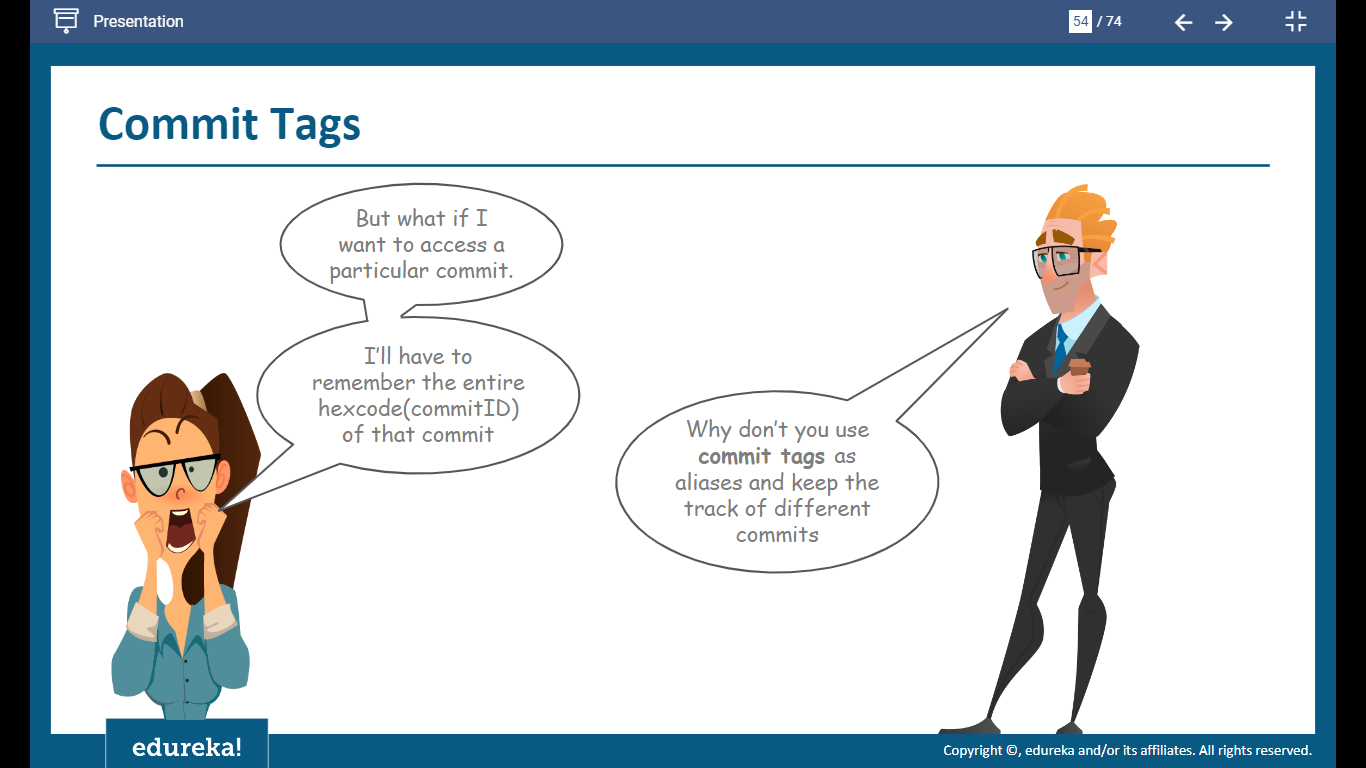 Presentation
54 / 74
Commit Tags
But what if I
want to access a
particular commit.
I'll have to
remember the entire
hexcode(commitID)
of that commit
Why don't you use
commit tags as
aliases and keep the
track of different
commits
edureka!
Copyright ©, edureka and/or its affiliates. All rights reserved.